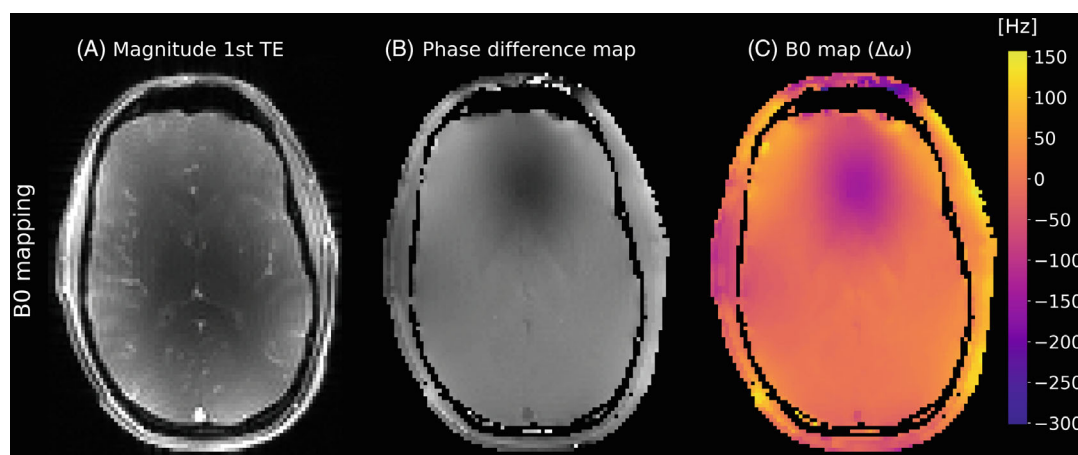 (A) Magnitude 1st TE
(B) Phase difference map
(C) B0 map (Δω)
[Hz]
B0 mapping
150
100
50
0
−50
−100
−150
−200
−250
−300